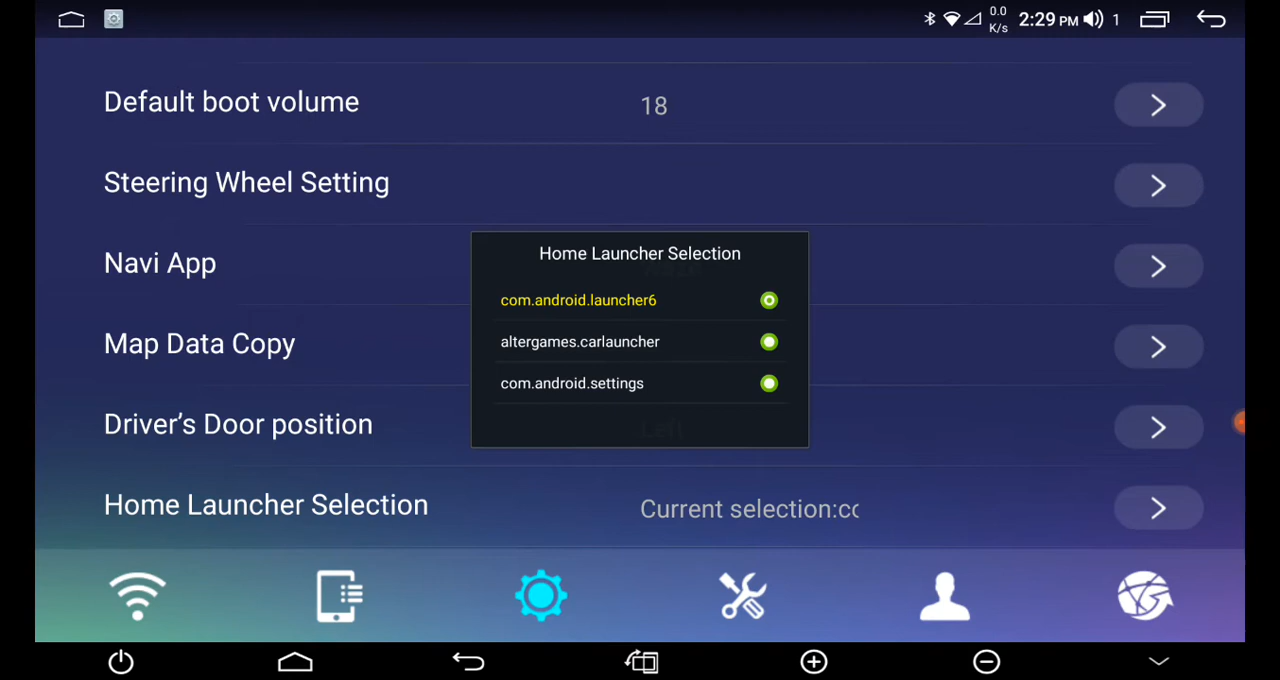 0.0
K/s
2:29 PM
1
Default boot volume
18
Steering Wheel Setting
Navi App
Map Data Copy
Driver’s Door position
Left
Home Launcher Selection
Current selection:cc
Home Launcher Selection
com.android.launcher6
altergames.carlauncher
com.android.settings